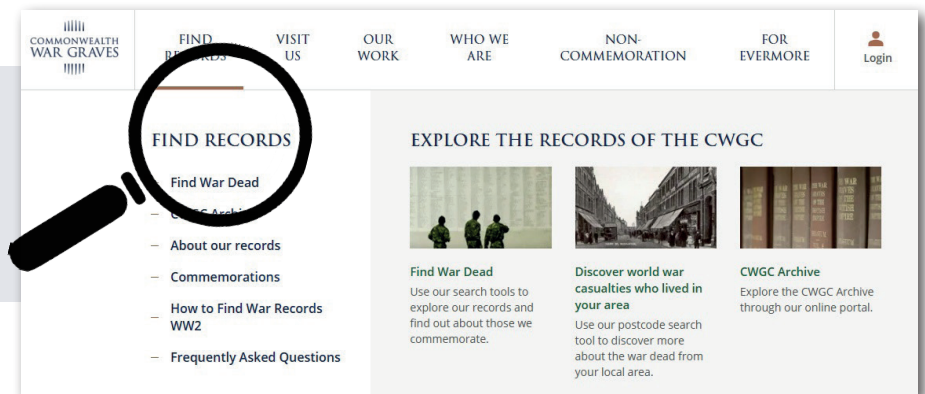 COMMONWEALTH
WAR GRAVES
FIND
RECORDS
VISIT
US
OUR
WORK
WHO WE
ARE
NON-
COMMEMORATION
FOR
EVERMORE
Login
FIND RECORDS
Find War Dead
CWGC Archive
– About our records
– Commemorations
– How to Find War Records
WW2
– Frequently Asked Questions
EXPLORE THE RECORDS OF THE CWGC
Find War Dead
Use our search tools to
explore our records and
find out about those we
commemorate.
Discover world war
casualties who lived in
your area
Use our postcode search
tool to discover more
about the war dead from
your local area.
CWGC Archive
Explore the CWGC Archive
through our online portal.